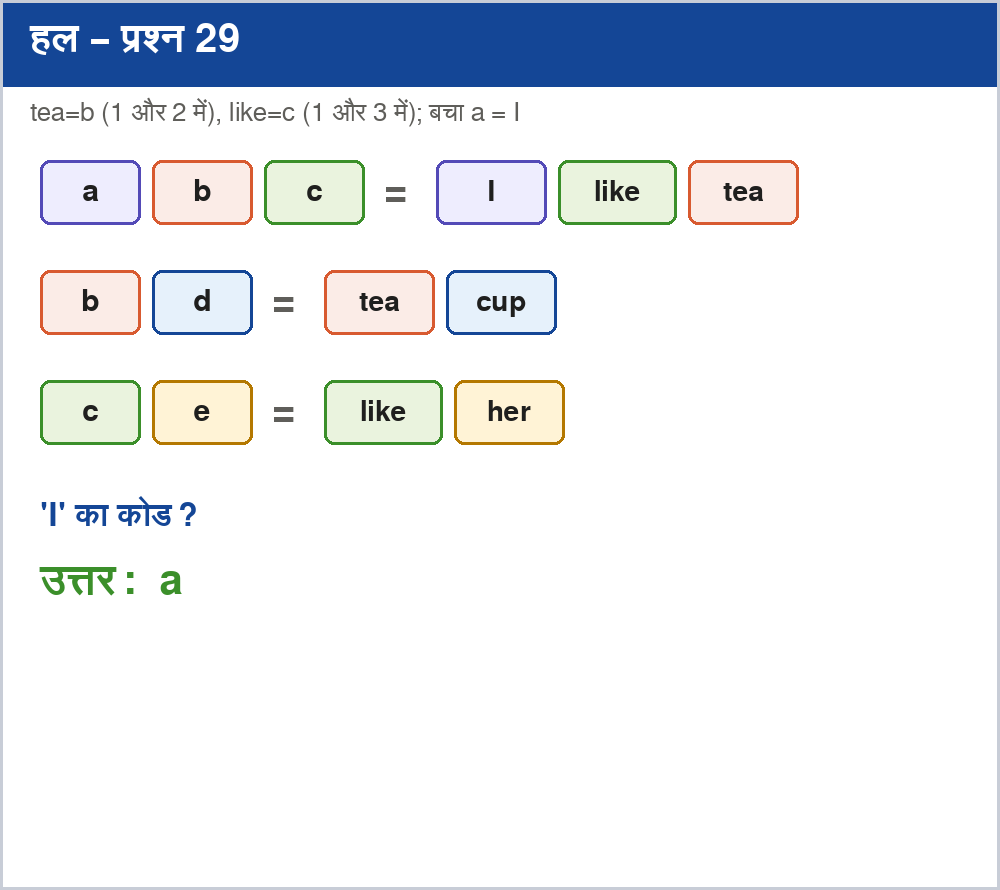 हल – प्रश्न 29
tea=b (1 और 2 में), like=c (1 और 3 में); बचा a = I
a b c = I like tea
b d = tea cup
c e = like her
'I' का कोड ?
उत्तर : a